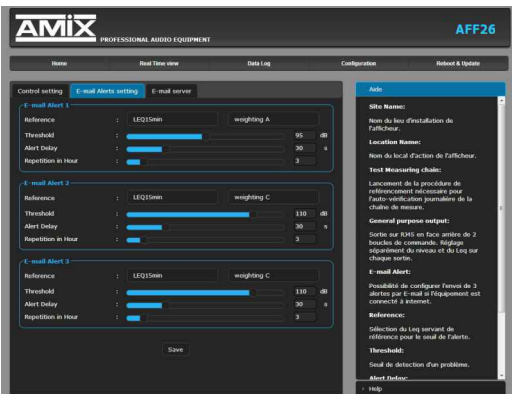 AMIX PROFESSIONAL AUDIO EQUIPMENT
AFF26
Home Real Time view Data Log Configuration Reboot & Update
Control setting E-mail Alerts setting E-mail server
E-mail Alert 1
Reference : LEQ15min weighting A
Threshold : 95 dB
Alert Delay : 30 s
Repetition in Hour : 3
E-mail Alert 2
Reference : LEQ15min weighting C
Threshold : 110 dB
Alert Delay : 30 s
Repetition in Hour : 3
E-mail Alert 3
Reference : LEQ15min weighting C
Threshold : 110 dB
Alert Delay : 30 s
Repetition in Hour : 3
Save
Aide
Site Name:
Nom du lieu d'installation de
l'afficheur.
Location Name:
Nom du local d'action de l'afficheur.
Test Measuring chain:
Lancement de la procédure de
référencement nécessaire pour
l'auto-vérification journalière de la
chaîne de mesure.
General purpose output:
Sortie sur RJ45 en face arrière de 2
boucles de commande. Réglage
séparément du niveau et du Leq sur
chaque sortie.
E-mail Alert:
Possibilité de configurer l'envoi de 3
alertes par E-mail si l'équipement est
connecté à internet.
Reference:
Sélection du Leq servant de
référence pour le seuil de l'alerte.
Threshold:
Seuil de detection d'un problème.
Alert Delay:
Help